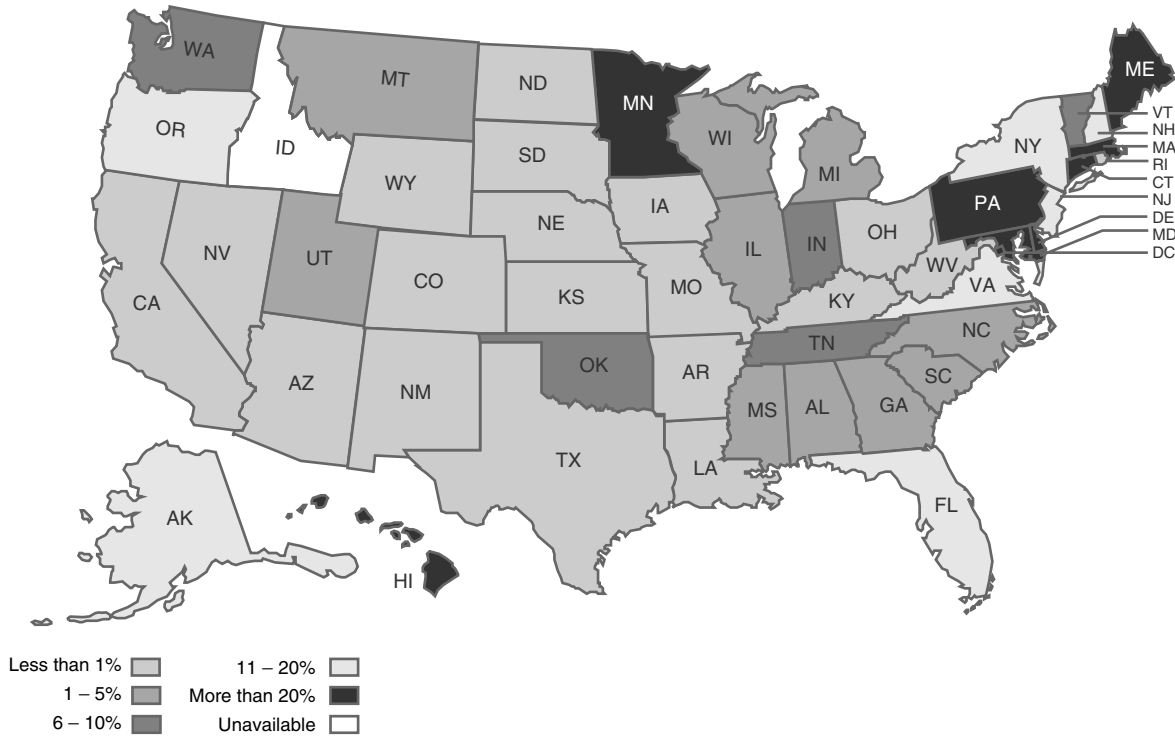 WA
MT
ND
MN
ME
VT
NH
MA
RI
CT
NJ
DE
MD
DC
OR
ID
SD
WI
NY
MI
WY
IA
PA
NE
OH
IL
IN
NV
UT
CO
WV
VA
CA
KS
MO
KY
NC
TN
AZ
NM
OK
AR
SC
MS
AL
GA
TX
LA
FL
AK
HI
Less than 1%
11 – 20%
1 – 5%
More than 20%
6 – 10%
Unavailable